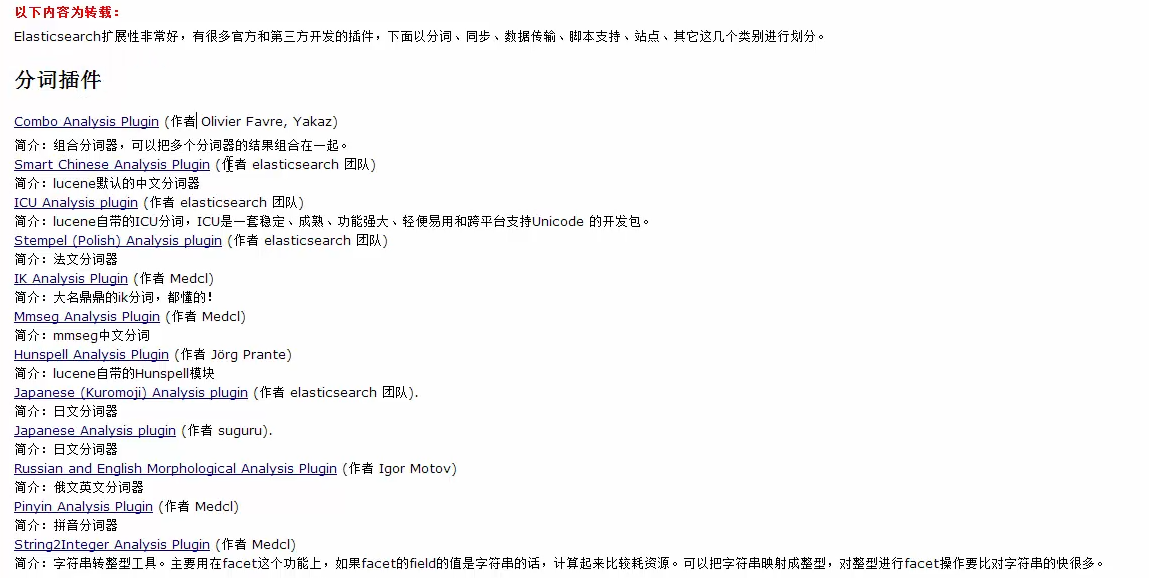 以下内容为转载：
Elasticsearch扩展性非常好，有很多官方和第三方开发的插件，下面以分词、同步、数据传输、脚本支持、站点、其它这几个类别进行划分。
分词插件
Combo Analysis Plugin (作者 Olivier Favre, Yakaz)
简介：组合分词器，可以把多个分词器的结果组合在一起。
Smart Chinese Analysis Plugin (作者 elasticsearch 团队)
简介：lucene默认的中文分词器
ICU Analysis plugin (作者 elasticsearch 团队)
简介：lucene自带的ICU分词，ICU是一套稳定、成熟、功能强大、轻便易用和跨平台支持Unicode 的开发包。
Stempel (Polish) Analysis plugin (作者 elasticsearch 团队)
简介：法文分词器
IK Analysis Plugin (作者 Medcl)
简介：大名鼎鼎的ik分词，都懂的！
Mmseg Analysis Plugin (作者 Medcl)
简介：mmseg中文分词
Hunspell Analysis Plugin (作者 Jörg Prante)
简介：lucene自带的Hunspell模块
Japanese (Kuromoji) Analysis plugin (作者 elasticsearch 团队).
简介：日文分词器
Japanese Analysis plugin (作者 suguru).
简介：日文分词器
Russian and English Morphological Analysis Plugin (作者 Igor Motov)
简介：俄文英文分词器
Pinyin Analysis Plugin (作者 Medcl)
简介：拼音分词器
String2Integer Analysis Plugin (作者 Medcl)
简介：字符串转整型工具。主要用在facet这个功能上，如果facet的field的值是字符串的话，计算起来比较耗资源。可以把字符串映射成整型，对整型进行facet操作要比对字符串的快很多。